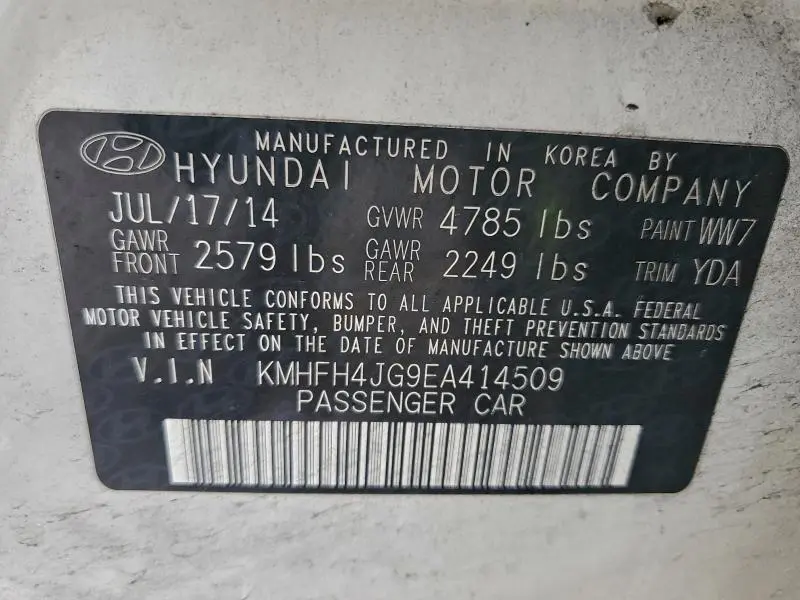 MANUFACTURED IN KOREA BY
HYUNDAI MOTOR COMPANY
JUL/17/14 GVWR 4785 lbs PAINT WW7
GAWR FRONT 2579 lbs GAWR REAR 2249 lbs TRIM YDA
THIS VEHICLE CONFORMS TO ALL APPLICABLE U.S.A. FEDERAL
MOTOR VEHICLE SAFETY, BUMPER, AND THEFT PREVENTION STANDARDS
IN EFFECT ON THE DATE OF MANUFACTURE SHOWN ABOVE
V.I.N KMHFH4JG9EA414509
PASSENGER CAR